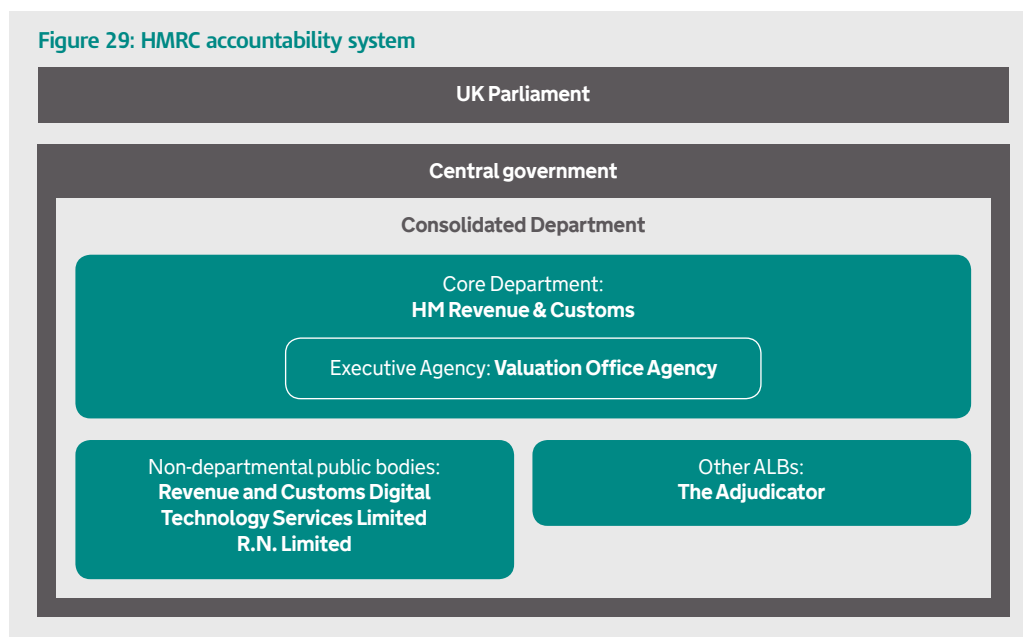 Figure 29: HMRC accountability system
UK Parliament
Central government
Consolidated Department
Core Department:
HM Revenue & Customs
Executive Agency: Valuation Office Agency
Non-departmental public bodies:
Revenue and Customs Digital
Technology Services Limited
R.N. Limited
Other ALBs:
The Adjudicator